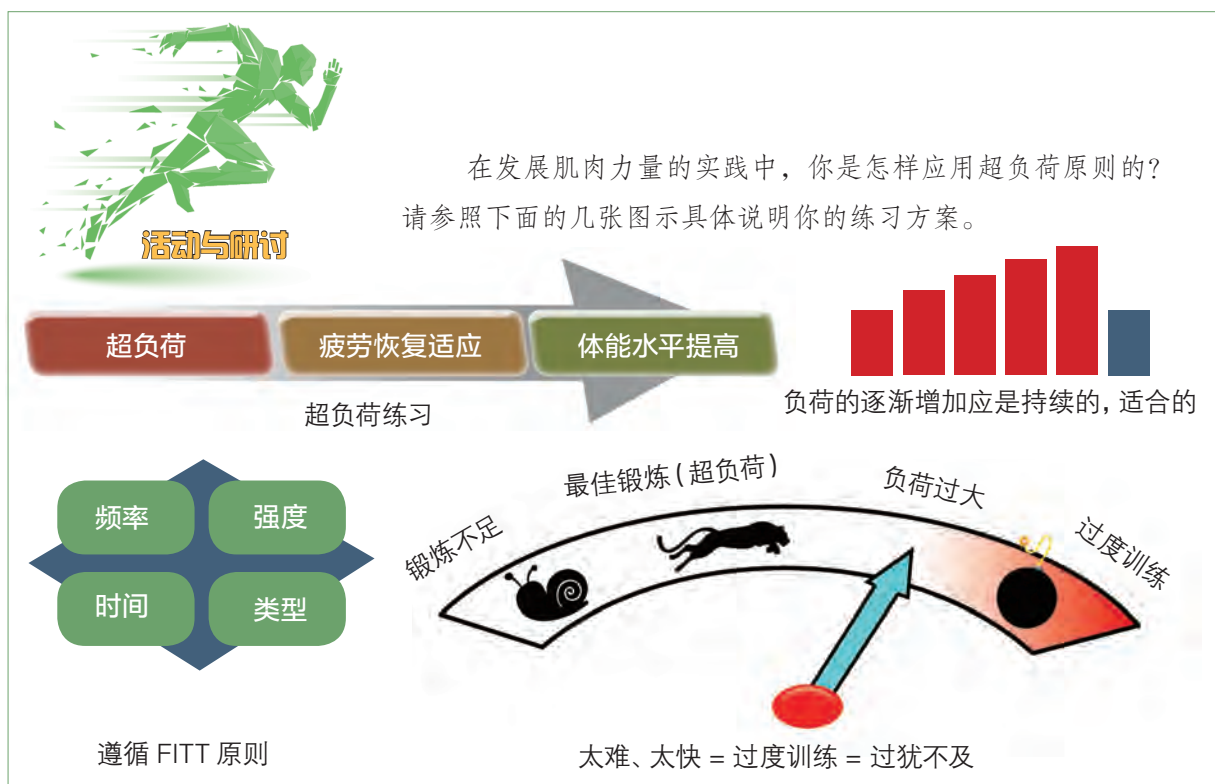 活动与研讨
在发展肌肉力量的实践中，你是怎样应用超负荷原则的？
请参照下面的几张图示具体说明你的练习方案。
超负荷
疲劳恢复适应
体能水平提高
超负荷练习
负荷的逐渐增加应是持续的，适合的
频率
强度
时间
类型
遵循 FITT 原则
锻炼不足
最佳锻炼（超负荷）
负荷过大
过度训练
太难、太快 = 过度训练 = 过犹不及